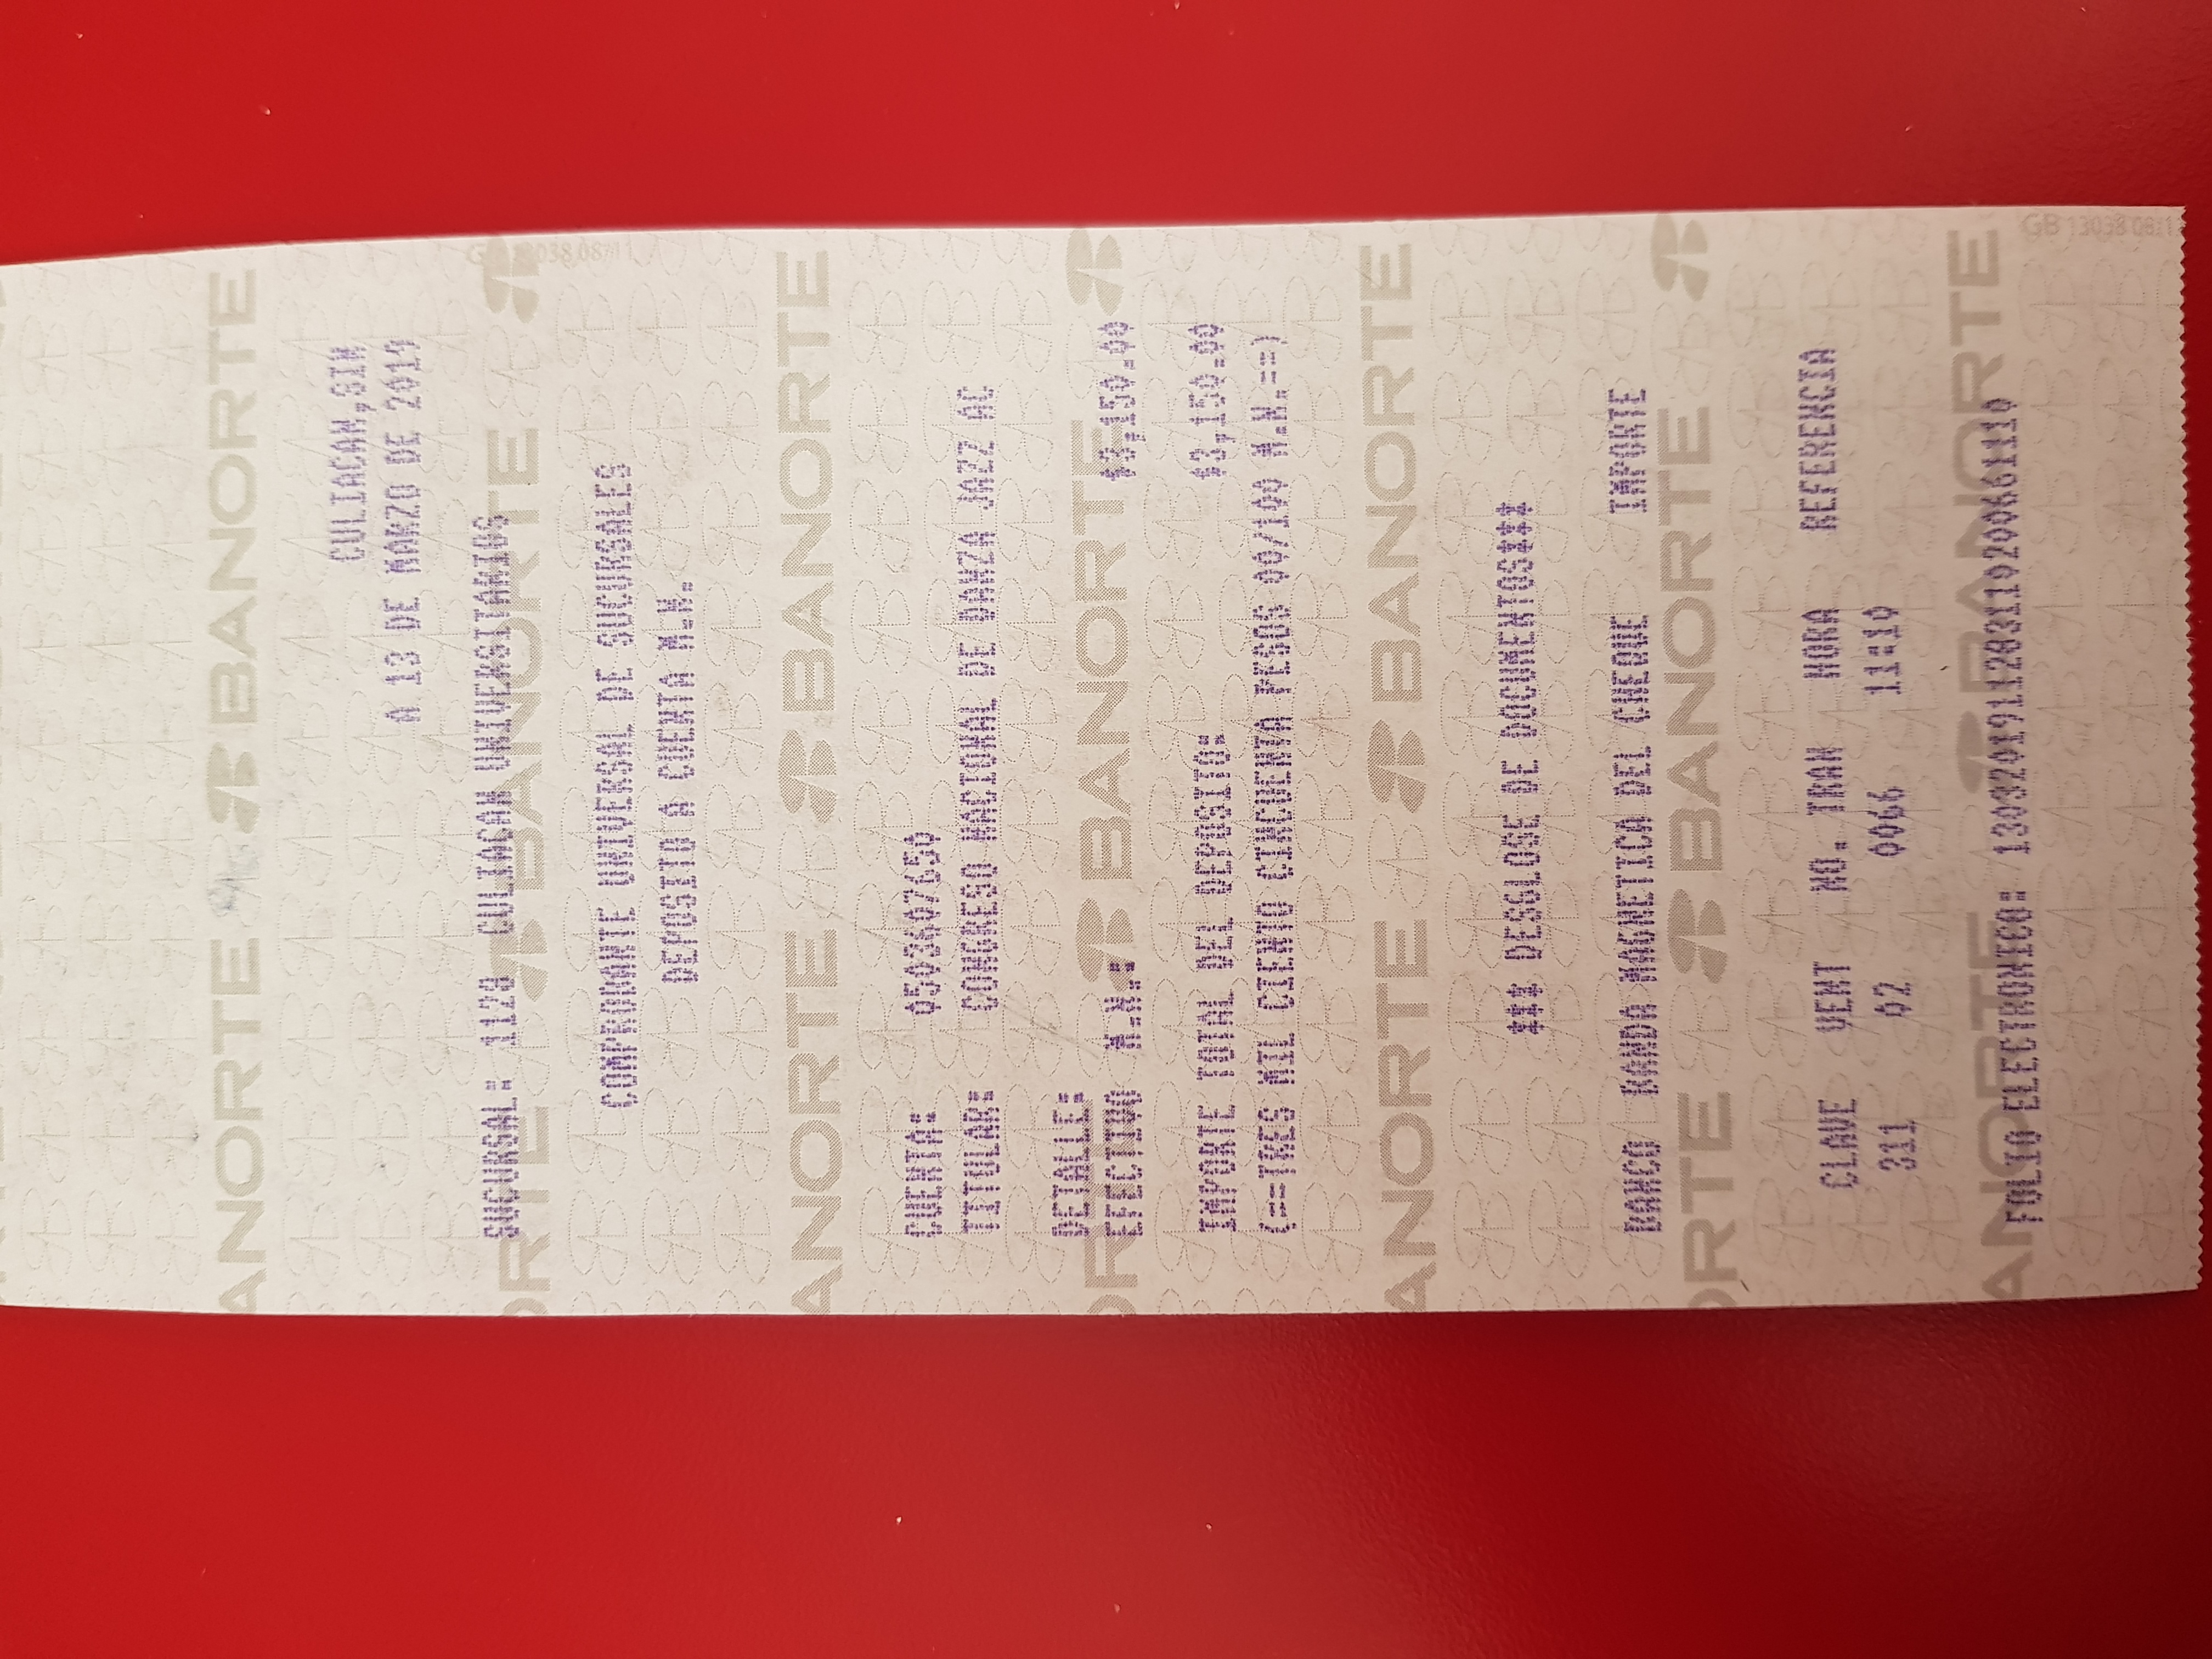 BANORTE BANORTE
CULIACAN,SIN
A 13 DE MARZO DE 2019
SUCURSAL: 1128 CULIACAN UNIVERSITARIOS
BANORTE
COMPROBANTE UNIVERSAL DE SUCURSALES
DEPOSITO A CUENTA M.N.
BANORTE BANORTE
CUENTA: 0503607650
TITULAR: CONGRESO NACIONAL DE DANZA JAZZ AC
DETALLE:
BANORTE
EFECTIVO M.N.: $3,150.00
IMPORTE TOTAL DEL DEPOSITO: $3,150.00
(==TRES MIL CIENTO CINCUENTA PESOS 00/100 M.N.==)
BANORTE BANORTE
*** DESGLOSE DE DOCUMENTOS***
BANCO BANDA MAGNETICA DEL CHEQUE IMPORTE
BANORTE
CLAVE VENT NO. TRAN HORA REFERENCIA
311 02 0066 11:10
BANORTE BANORTE
FOLIO ELECTRONICO: 1303201911283110200661110